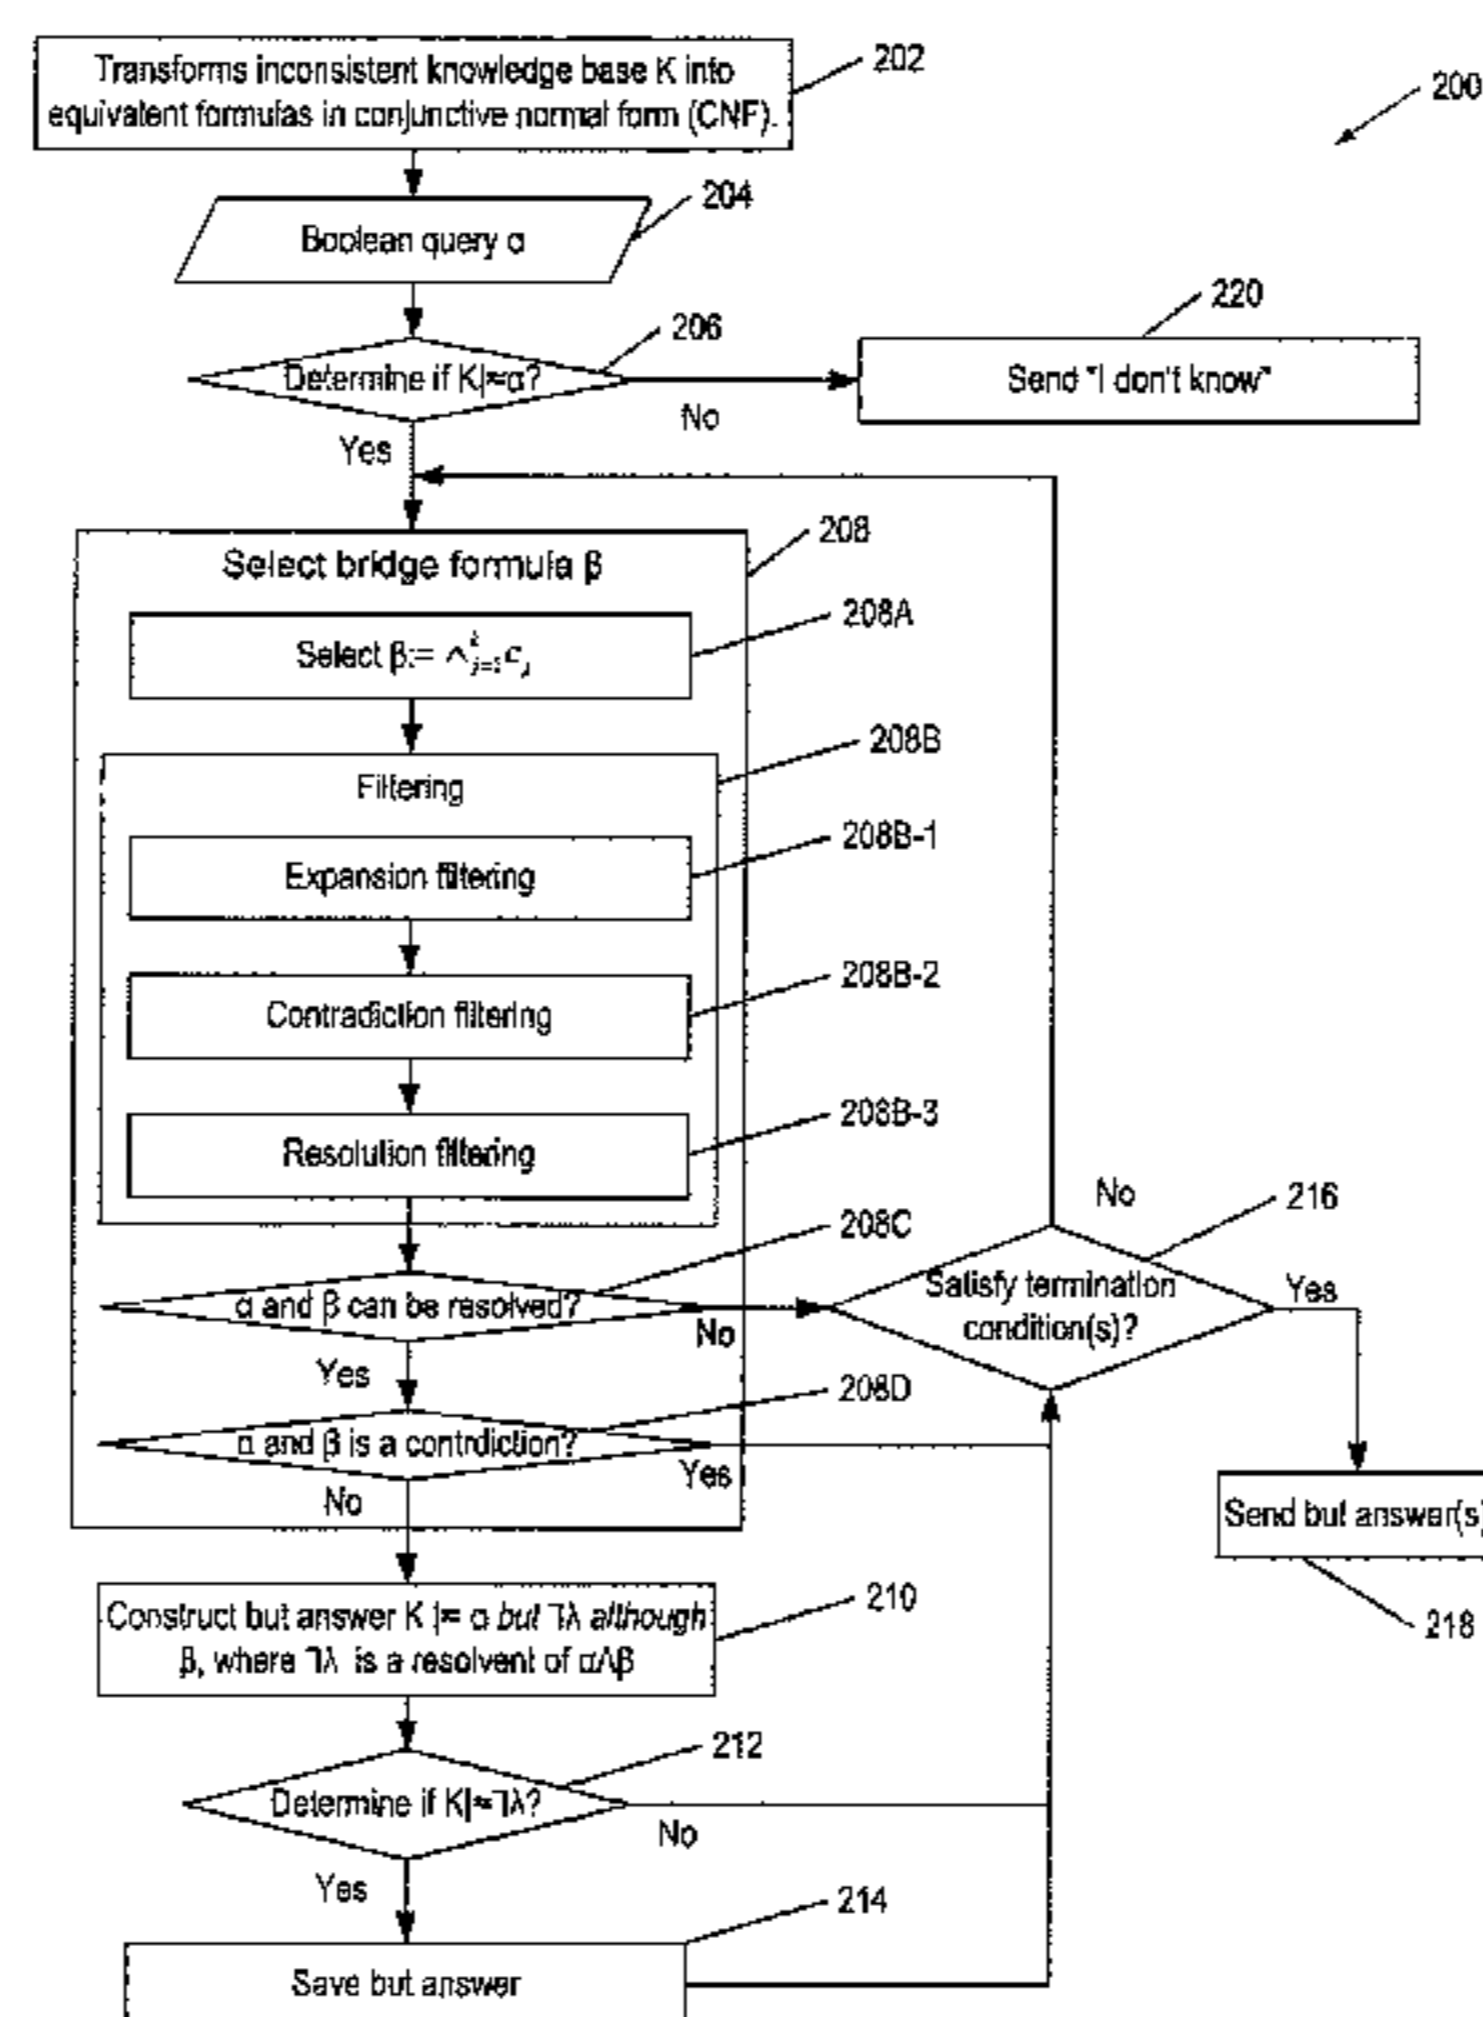 Transforms inconsistent knowledge base K into
equivalent formulas in conjunctive normal form (CNF).
202
200
204
Boolean query α
220
206
Determine if K|≈α?
Send "I don't know"
No
Yes
208
Select bridge formula β
208A
Select β:= ∧ᵏⱼ₌₁cⱼ
208B
Filtering
208B-1
Expansion filtering
208B-2
Contradiction filtering
208B-3
Resolution filtering
No
216
208C
Satisfy termination
condition(s)?
Yes
α and β can be resolved?
No
Yes
208D
α and β is a contrdiction?
Yes
No
Send but answer(s)
218
210
Construct but answer K |≈ α but ⅂λ although
β, where ⅂λ is a resolvent of α∧β
212
Determine if K|≈⅂λ?
No
Yes
214
Save but answer